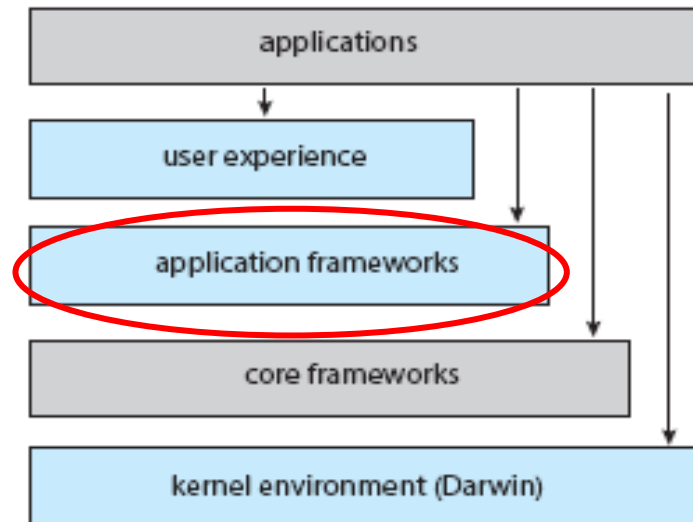 applications
user experience
application frameworks
core frameworks
kernel environment (Darwin)